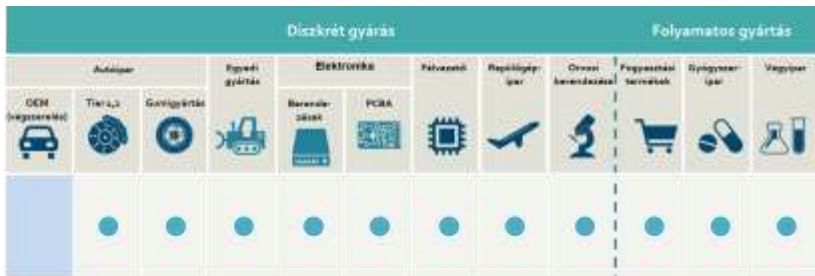 Diszkrét gyárás
Folyamatos gyártás
Autóipar
Egyedi
gyártás
Elektronika
Félvezető
Repülőgép-
ipar
Orvosi
berendezések
Fogyasztási
termékek
Gyógyszer-
ipar
Vegyipar
OEM
(végszerelés)
Tier 1,2
Gumigyártás
Berende-
zések
PCBA